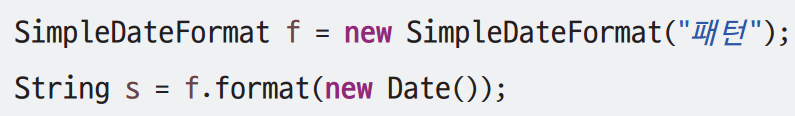 SimpleDateFormat f = new SimpleDateFormat("패턴");
String s = f.format(new Date());